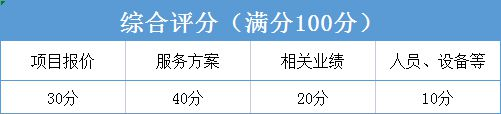 综合评分（满分100分）
项目报价 服务方案 相关业绩 人员、设备等
30分 40分 20分 10分